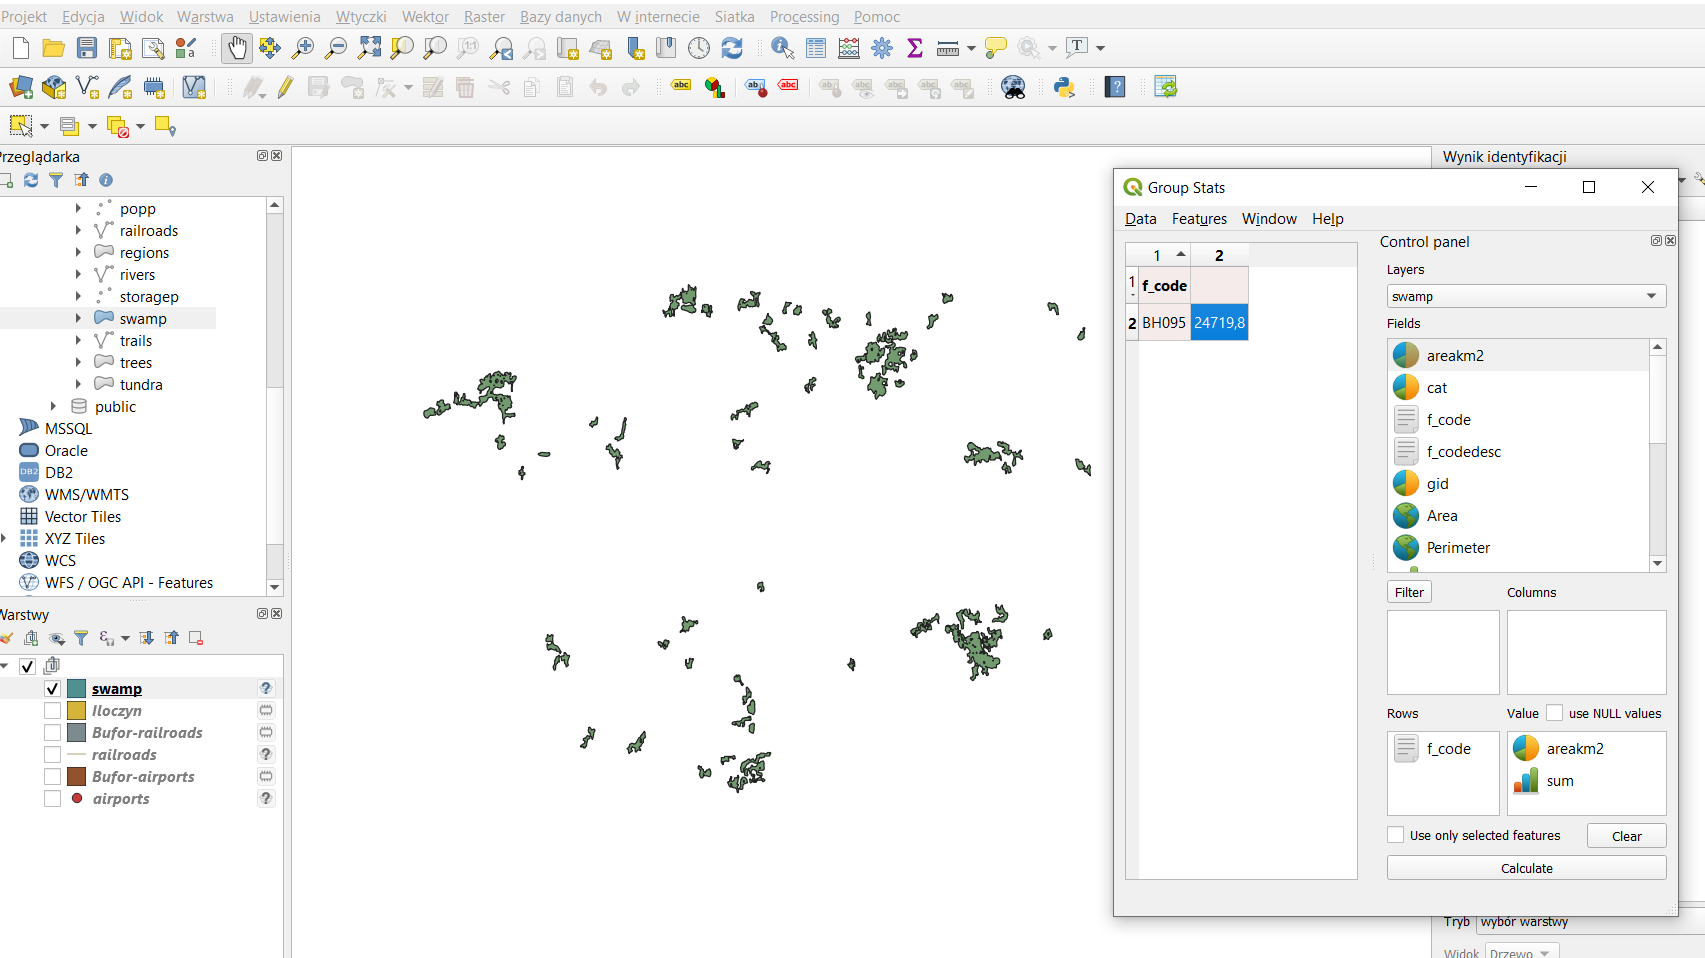 Projekt Edycja Widok Warstwa Ustawienia Wtyczki Wektor Raster Bazy danych W internecie Siatka Processing Pomoc
Przeglądarka
popp
railroads
regions
rivers
storagep
swamp
trails
trees
tundra
public
MSSQL
Oracle
DB2
WMS/WMTS
Vector Tiles
XYZ Tiles
WCS
WFS / OGC API - Features
Warstwy
swamp
Iloczyn
Bufor-railroads
railroads
Bufor-airports
airports
Wynik identyfikacji
Group Stats
Data Features Window Help
1 2
1 f_code
2 BH095 24719,8
Control panel
Layers
swamp
Fields
areakm2
cat
f_code
f_codedesc
gid
Area
Perimeter
Filter Columns
Rows Value use NULL values
f_code areakm2
sum
Use only selected features Clear
Calculate
Tryb wybór warstwy
Widok Drzewo